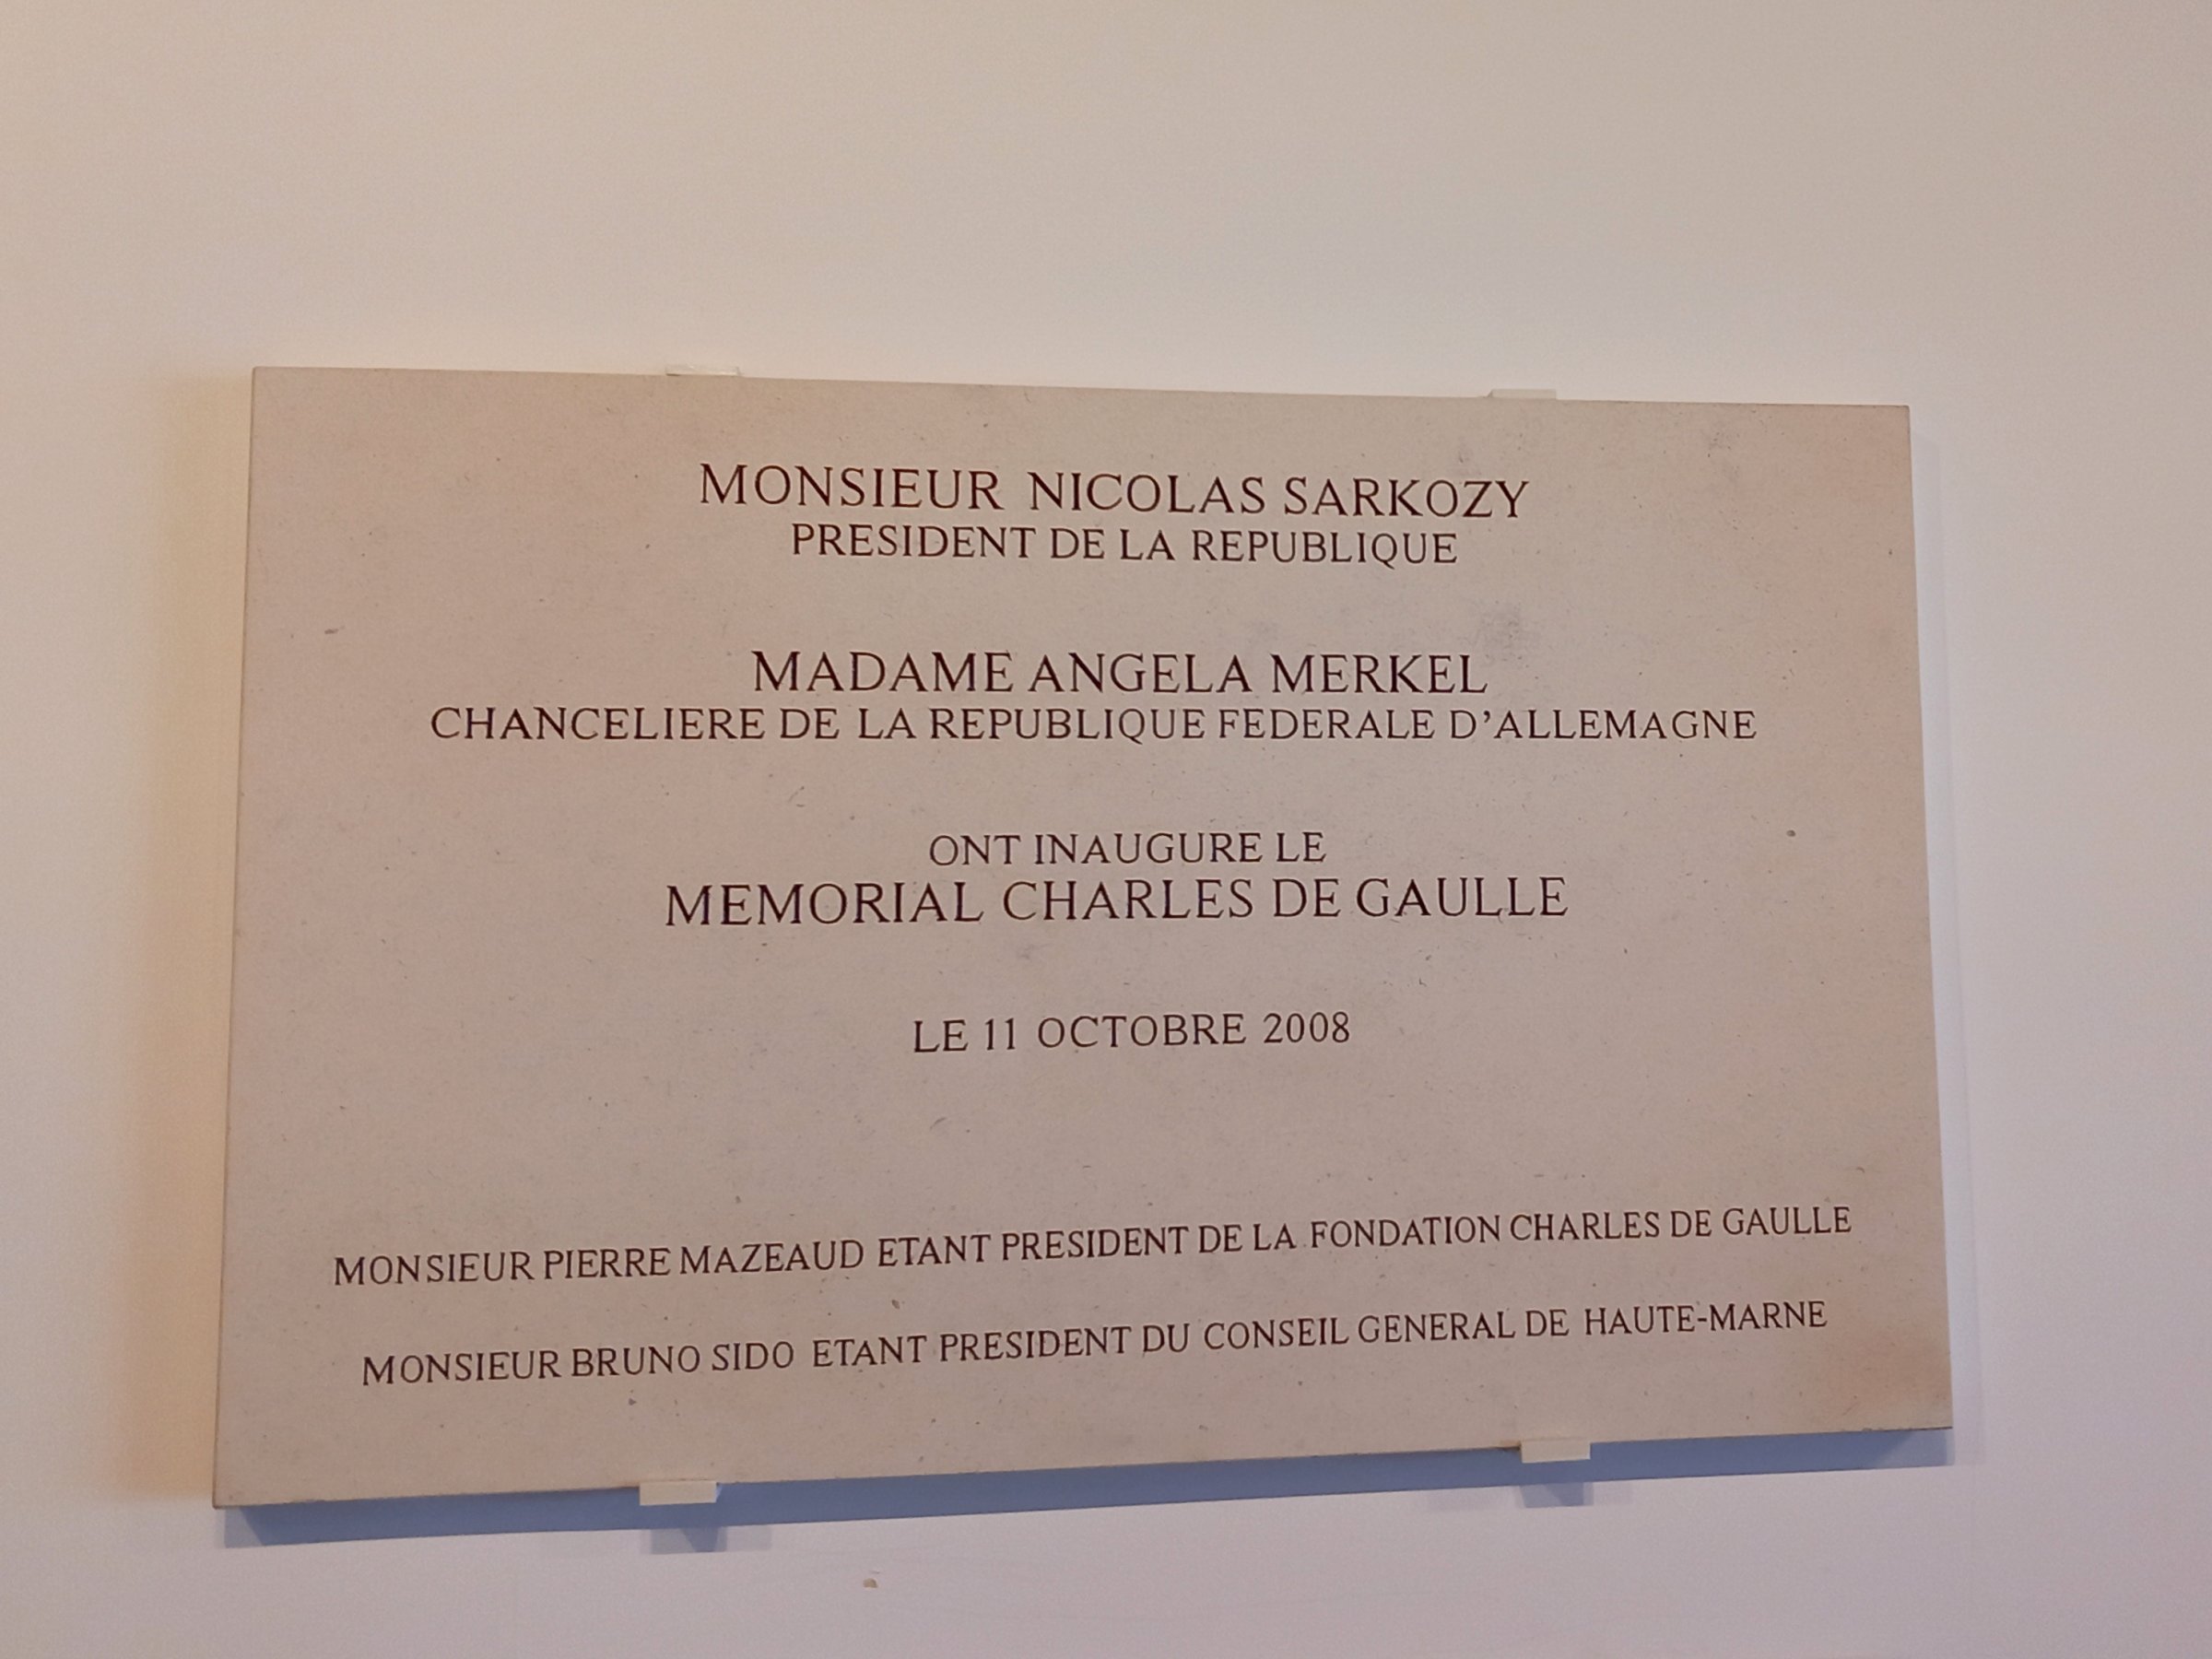 MONSIEUR NICOLAS SARKOZY
PRESIDENT DE LA REPUBLIQUE
MADAME ANGELA MERKEL
CHANCELIERE DE LA REPUBLIQUE FEDERALE D'ALLEMAGNE
ONT INAUGURE LE
MEMORIAL CHARLES DE GAULLE
LE 11 OCTOBRE 2008
MONSIEUR PIERRE MAZEAUD ETANT PRESIDENT DE LA FONDATION CHARLES DE GAULLE
MONSIEUR BRUNO SIDO ETANT PRESIDENT DU CONSEIL GENERAL DE HAUTE-MARNE